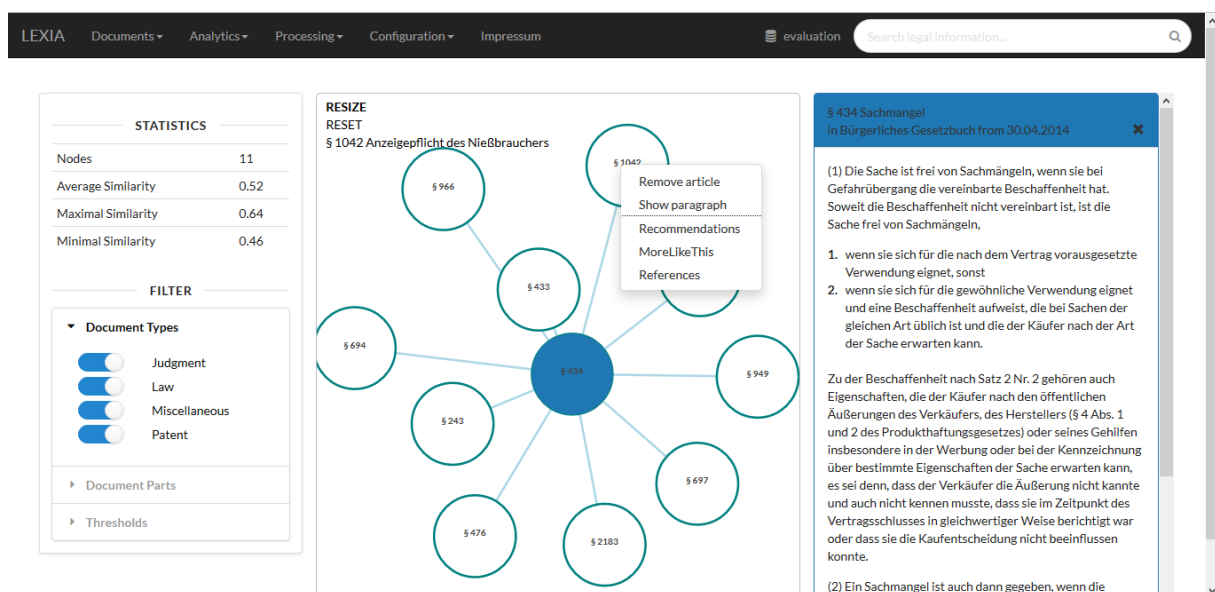 LEXIA Documents Analytics Processing Configuration Impressum evaluation Search legal information...
STATISTICS
Nodes 11
Average Similarity 0.52
Maximal Similarity 0.64
Minimal Similarity 0.46
FILTER
Document Types
Judgment
Law
Miscellaneous
Patent
Document Parts
Thresholds
RESIZE
RESET
§ 1042 Anzeigepflicht des Nießbrauchers
§ 1042
§ 966
Remove article
Show paragraph
Recommendations
MoreLikeThis
References
§ 433
§ 694
§ 434
§ 949
§ 243
§ 697
§ 476
§ 2183
§ 434 Sachmangel
in Bürgerliches Gesetzbuch from 30.04.2014
(1) Die Sache ist frei von Sachmängeln, wenn sie bei
Gefahrübergang die vereinbarte Beschaffenheit hat.
Soweit die Beschaffenheit nicht vereinbart ist, ist die
Sache frei von Sachmängeln,
1. wenn sie sich für die nach dem Vertrag vorausgesetzte
Verwendung eignet, sonst
2. wenn sie sich für die gewöhnliche Verwendung eignet
und eine Beschaffenheit aufweist, die bei Sachen der
gleichen Art üblich ist und die der Käufer nach der Art
der Sache erwarten kann.
Zu der Beschaffenheit nach Satz 2 Nr. 2 gehören auch
Eigenschaften, die der Käufer nach den öffentlichen
Äußerungen des Verkäufers, des Herstellers (§ 4 Abs. 1
und 2 des Produkthaftungsgesetzes) oder seines Gehilfen
insbesondere in der Werbung oder bei der Kennzeichnung
über bestimmte Eigenschaften der Sache erwarten kann,
es sei denn, dass der Verkäufer die Äußerung nicht kannte
und auch nicht kennen musste, dass sie im Zeitpunkt des
Vertragsschlusses in gleichwertiger Weise berichtigt war
oder dass sie die Kaufentscheidung nicht beeinflussen
konnte.
(2) Ein Sachmangel ist auch dann gegeben, wenn die